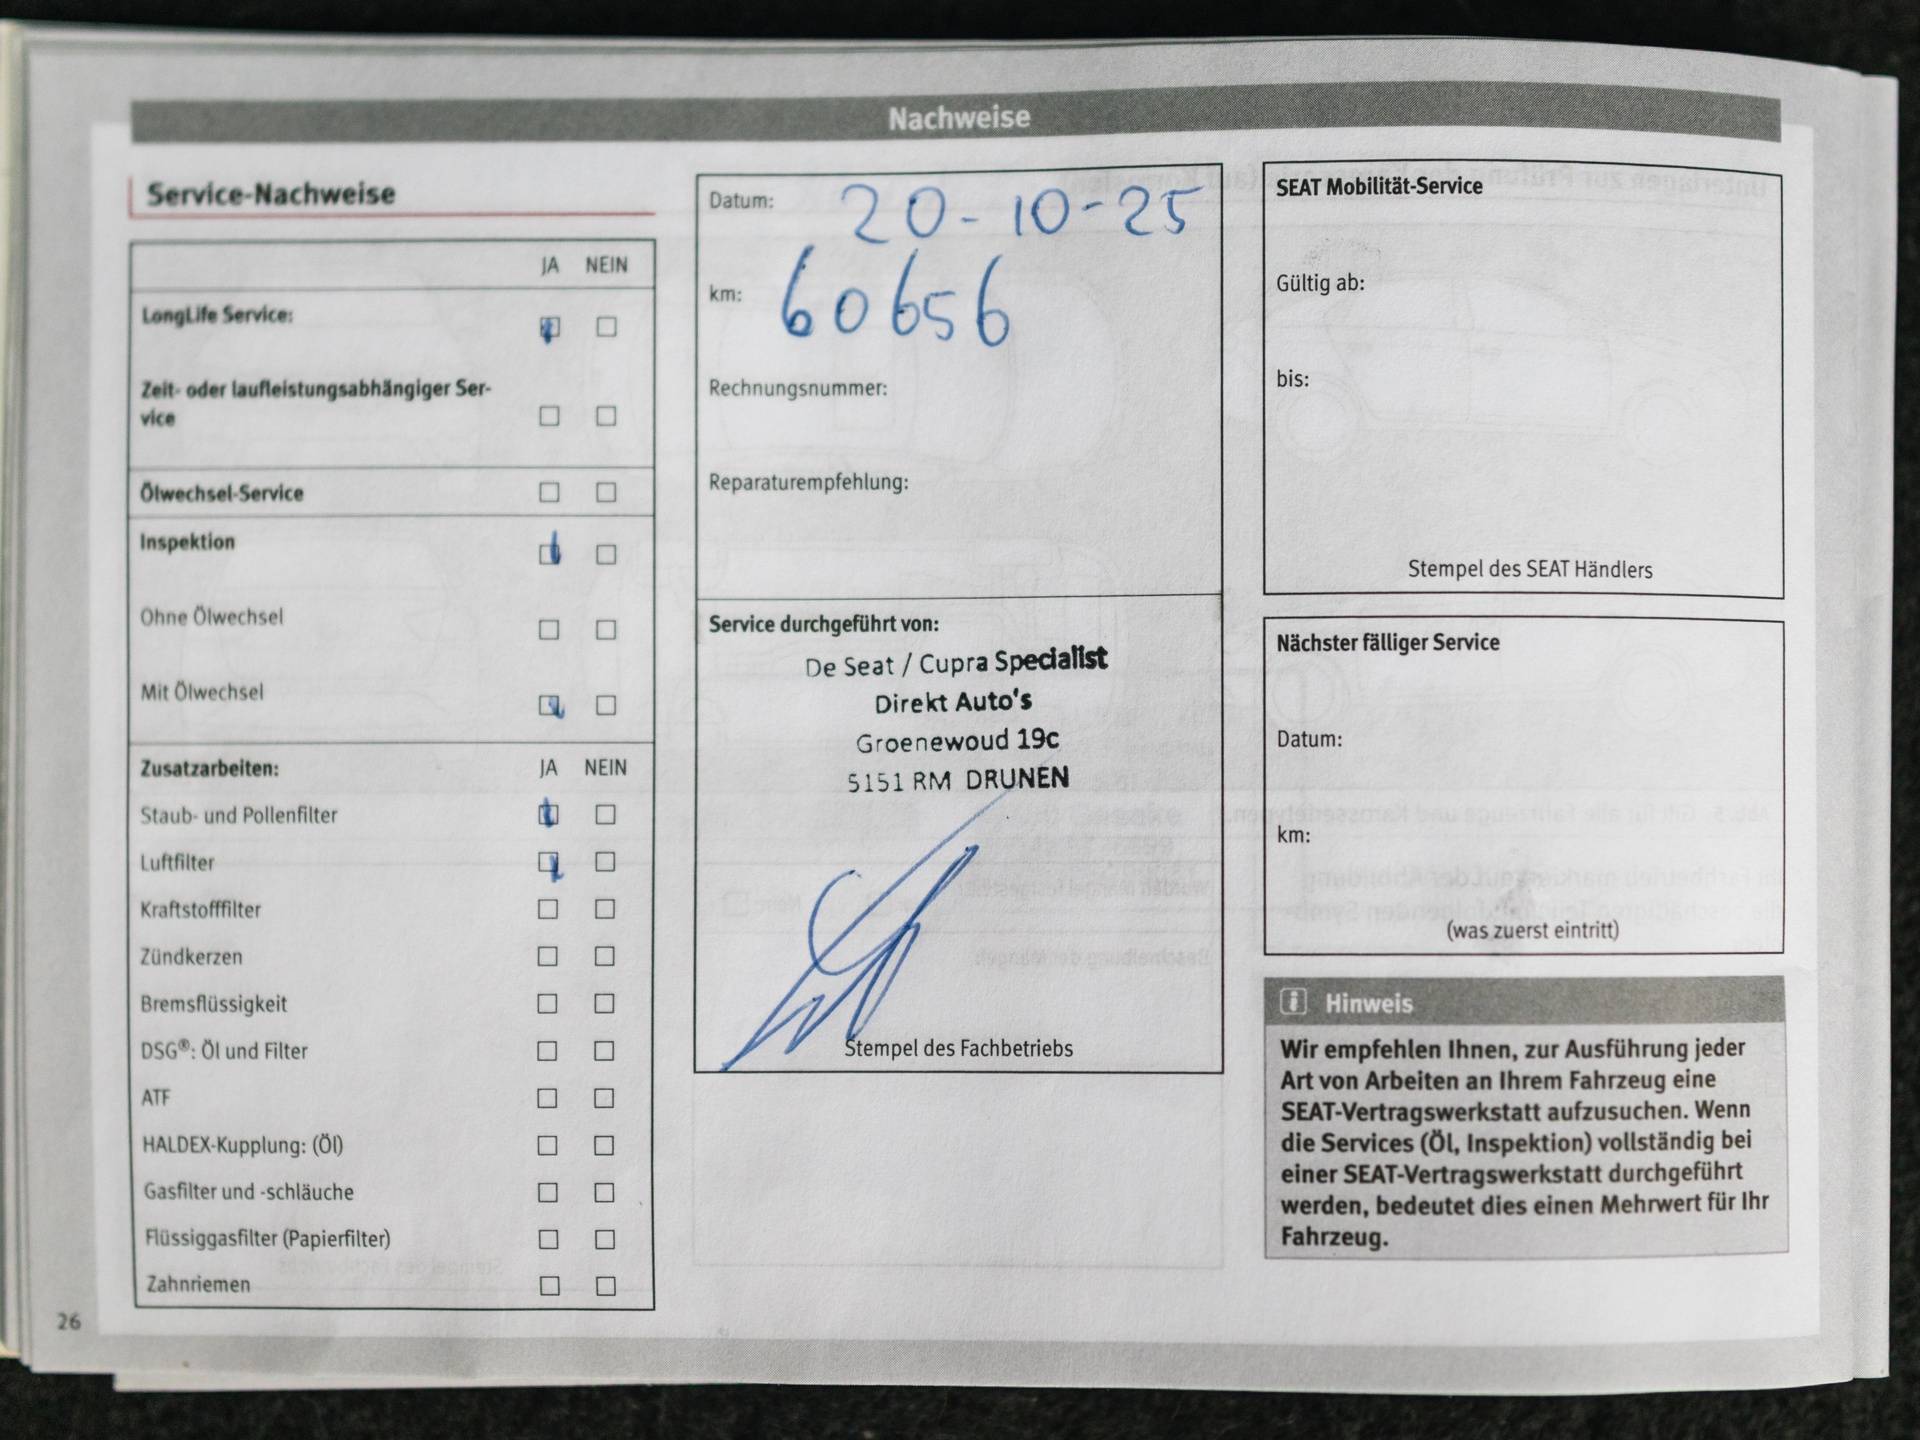 Nachweise
Service-Nachweise
JA NEIN
LongLife Service:
Zeit- oder laufleistungsabhängiger Ser-
vice
Ölwechsel-Service
Inspektion
Ohne Ölwechsel
Mit Ölwechsel
Zusatzarbeiten: JA NEIN
Staub- und Pollenfilter
Luftfilter
Kraftstofffilter
Zündkerzen
Bremsflüssigkeit
DSG®: Öl und Filter
ATF
HALDEX-Kupplung: (Öl)
Gasfilter und -schläuche
Flüssiggasfilter (Papierfilter)
Zahnriemen
26
Datum: 20-10-25
km: 60656
Rechnungsnummer:
Reparaturempfehlung:
Service durchgeführt von:
De Seat / Cupra Specialist
Direkt Auto's
Groenewoud 19c
5151 RM DRUNEN
Stempel des Fachbetriebs
SEAT Mobilität-Service
Gültig ab:
bis:
Stempel des SEAT Händlers
Nächster fälliger Service
Datum:
km:
(was zuerst eintritt)
Hinweis
Wir empfehlen Ihnen, zur Ausführung jeder
Art von Arbeiten an Ihrem Fahrzeug eine
SEAT-Vertragswerkstatt aufzusuchen. Wenn
die Services (Öl, Inspektion) vollständig bei
einer SEAT-Vertragswerkstatt durchgeführt
werden, bedeutet dies einen Mehrwert für Ihr
Fahrzeug.